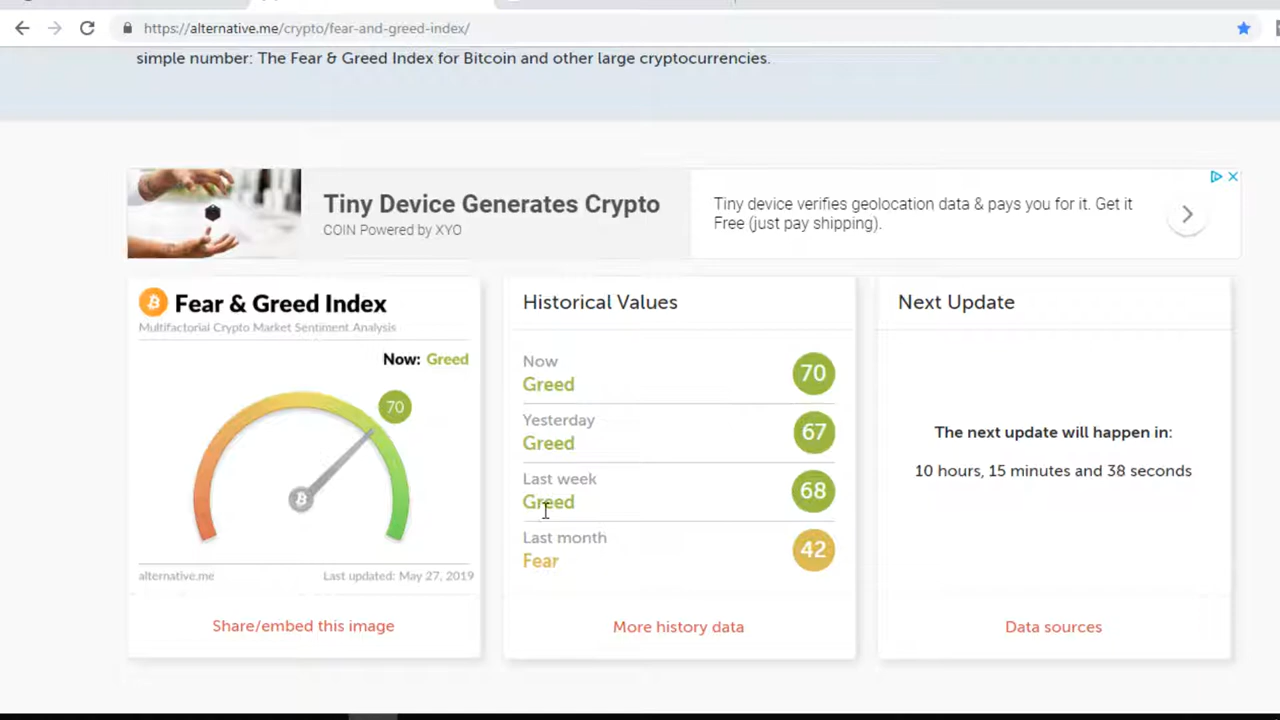 https://alternative.me/crypto/fear-and-greed-index/
simple number: The Fear & Greed Index for Bitcoin and other large cryptocurrencies.
Tiny Device Generates Crypto
COIN Powered by XYO
Tiny device verifies geolocation data & pays you for it. Get it
Free (just pay shipping).
Fear & Greed Index
Multifactorial Crypto Market Sentiment Analysis
Now: Greed
70
alternative.me
Last updated: May 27, 2019
Share/embed this image
Historical Values
Now
Greed
70
Yesterday
Greed
67
Last week
Greed
68
Last month
Fear
42
More history data
Next Update
The next update will happen in:
10 hours, 15 minutes and 38 seconds
Data sources